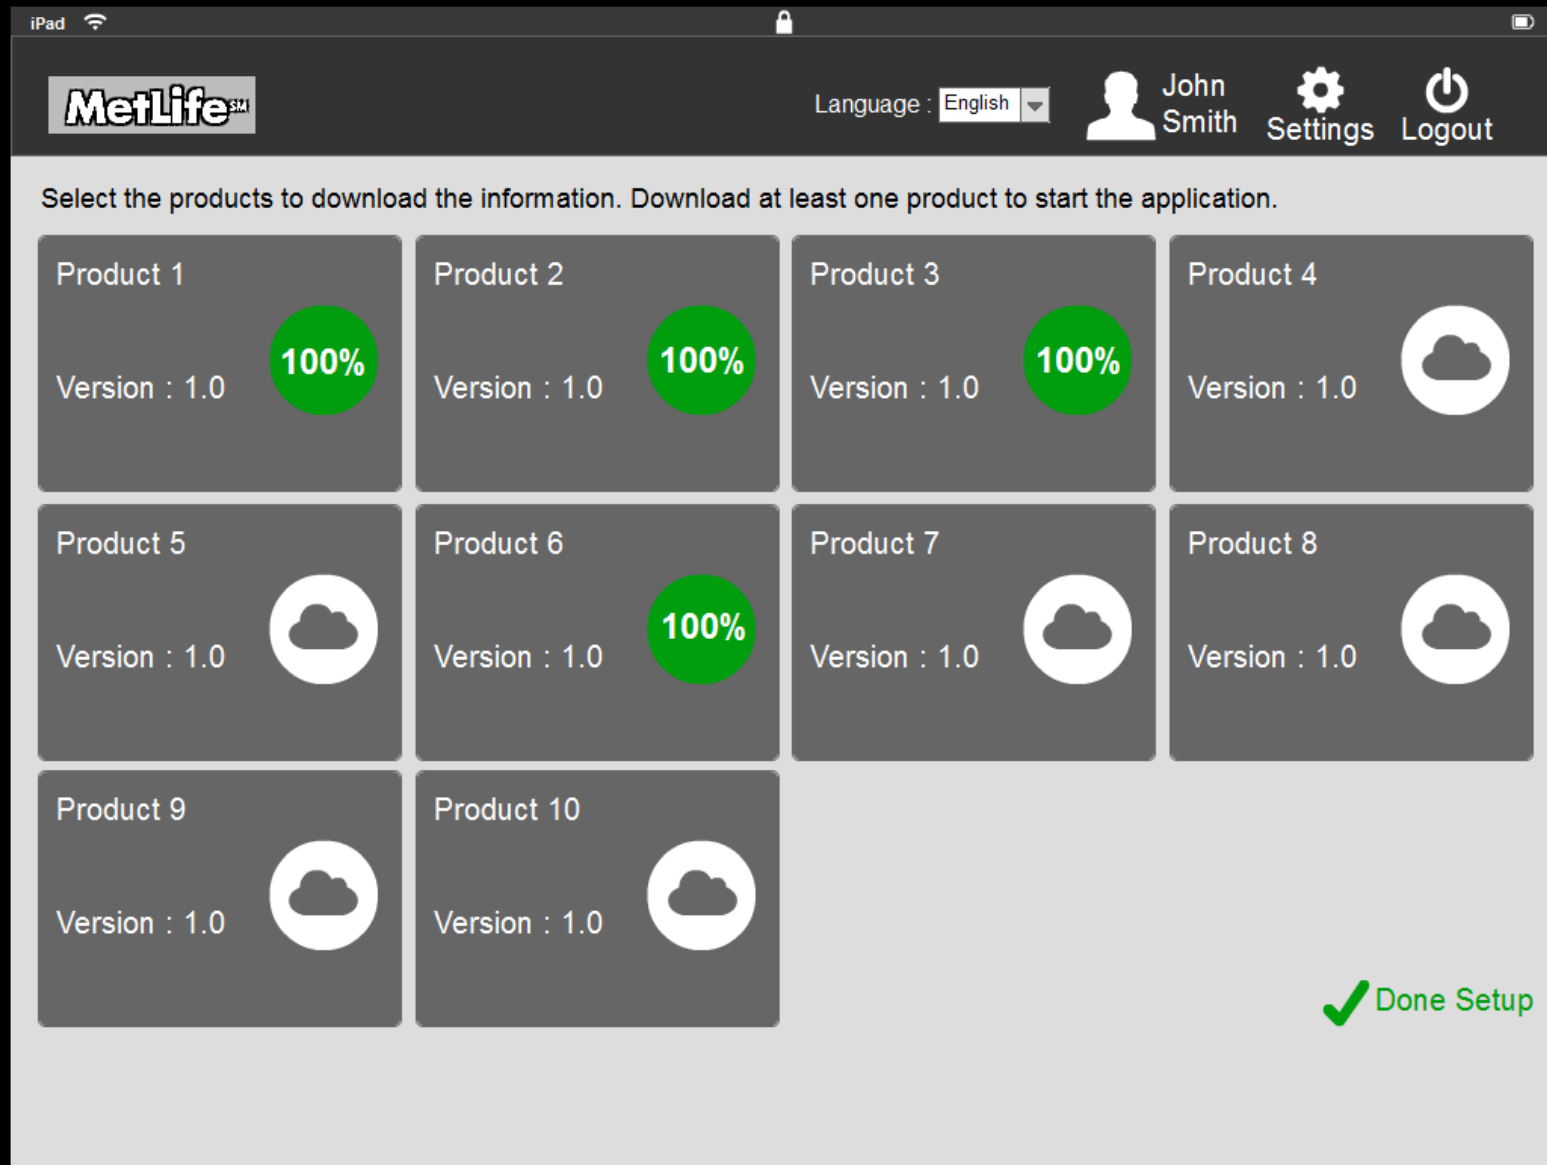 iPad
MetLife SM
Language : English
John
Smith
Settings
Logout
Select the products to download the information. Download at least one product to start the application.
Product 1
100%
Version : 1.0
Product 2
100%
Version : 1.0
Product 3
100%
Version : 1.0
Product 4
Version : 1.0
Product 5
Version : 1.0
Product 6
100%
Version : 1.0
Product 7
Version : 1.0
Product 8
Version : 1.0
Product 9
Version : 1.0
Product 10
Version : 1.0
Done Setup